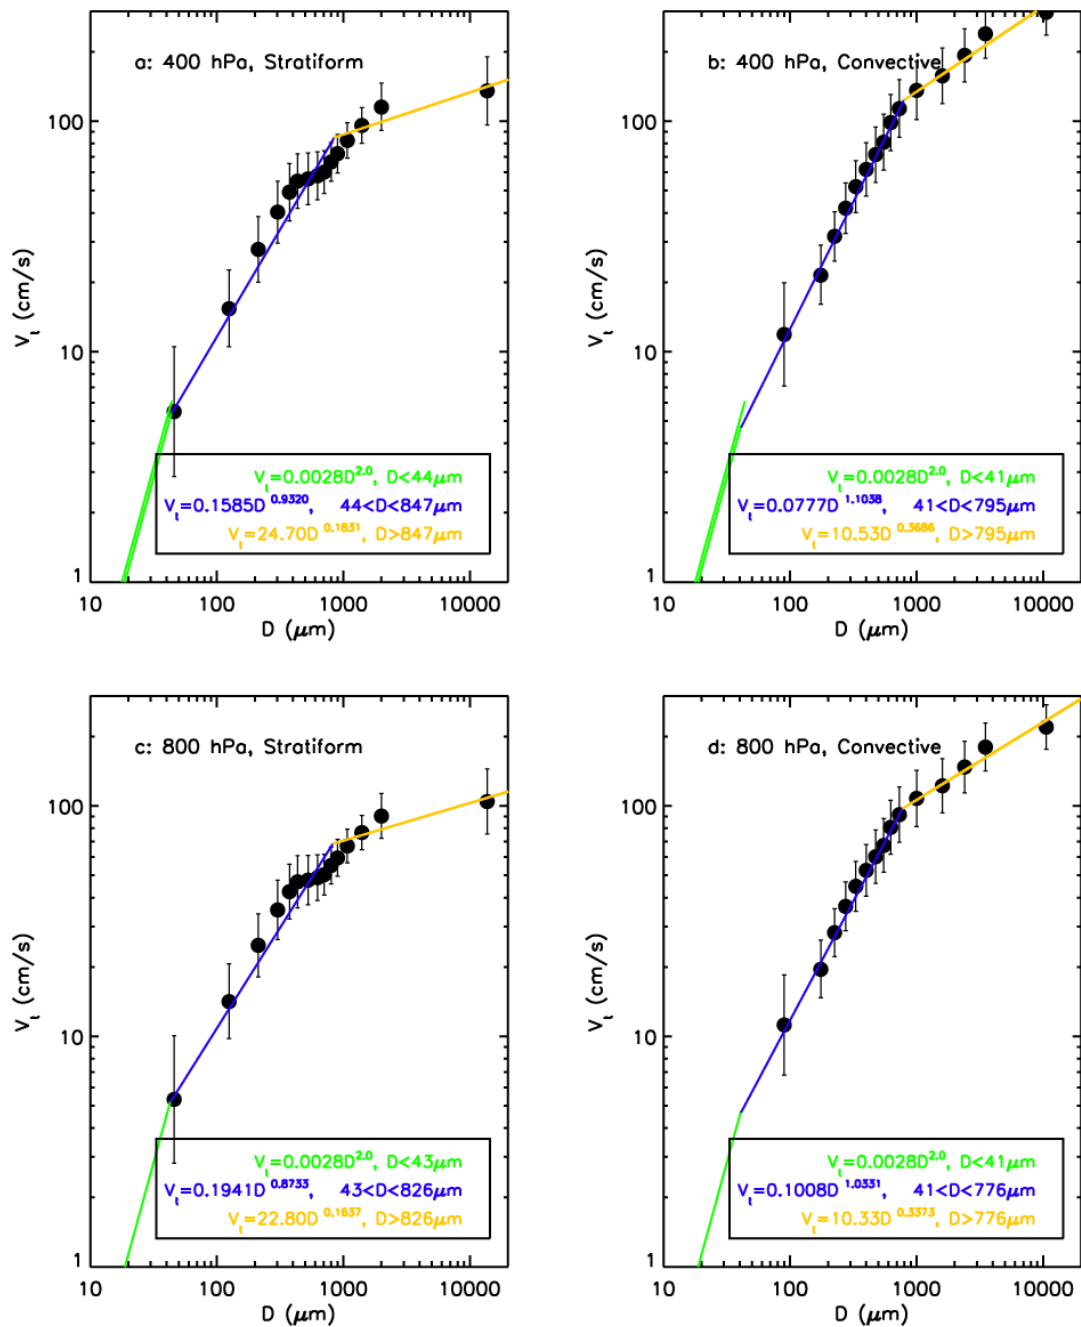 a: 400 hPa, Stratiform
100
10
1
V_t (cm/s)
V_t=0.0028D^2.0, D<44μm
V_t=0.1585D^0.9320, 44<D<847μm
V_t=24.70D^0.1831, D>847μm
10 100 1000 10000
D (μm)
b: 400 hPa, Convective
100
10
1
V_t (cm/s)
V_t=0.0028D^2.0, D<41μm
V_t=0.0777D^1.1038, 41<D<795μm
V_t=10.53D^0.3686, D>795μm
10 100 1000 10000
D (μm)
c: 800 hPa, Stratiform
100
10
1
V_t (cm/s)
V_t=0.0028D^2.0, D<43μm
V_t=0.1941D^0.8733, 43<D<826μm
V_t=22.80D^0.1637, D>826μm
10 100 1000 10000
D (μm)
d: 800 hPa, Convective
100
10
1
V_t (cm/s)
V_t=0.0028D^2.0, D<41μm
V_t=0.1008D^1.0331, 41<D<776μm
V_t=10.33D^0.3373, D>776μm
10 100 1000 10000
D (μm)